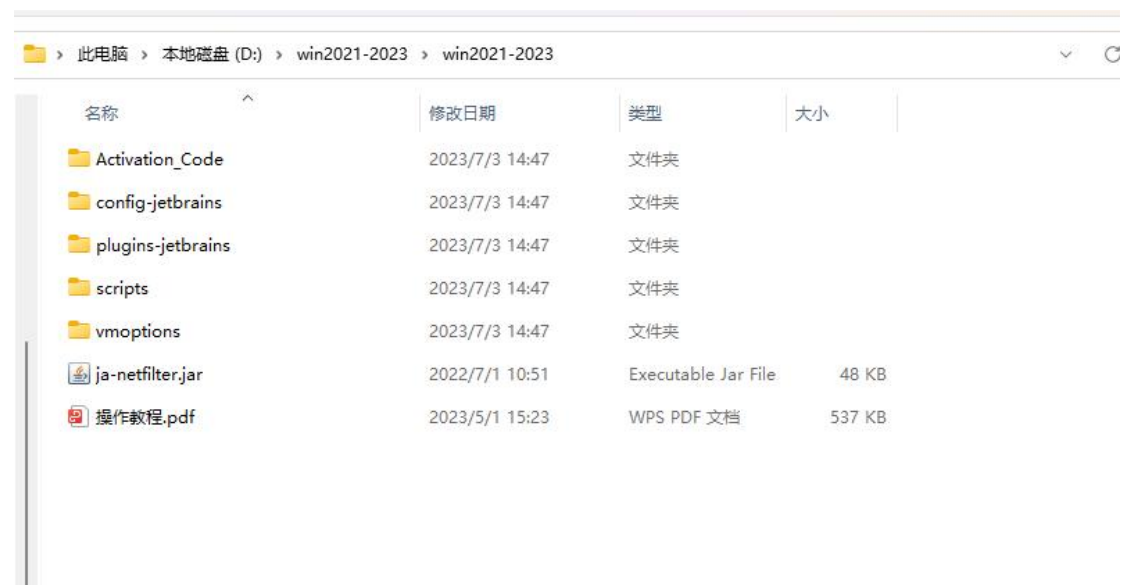 此电脑 › 本地磁盘 (D:) › win2021-2023 › win2021-2023
名称 修改日期 类型 大小
Activation_Code 2023/7/3 14:47 文件夹
config-jetbrains 2023/7/3 14:47 文件夹
plugins-jetbrains 2023/7/3 14:47 文件夹
scripts 2023/7/3 14:47 文件夹
vmoptions 2023/7/3 14:47 文件夹
ja-netfilter.jar 2022/7/1 10:51 Executable Jar File 48 KB
操作教程.pdf 2023/5/1 15:23 WPS PDF 文档 537 KB